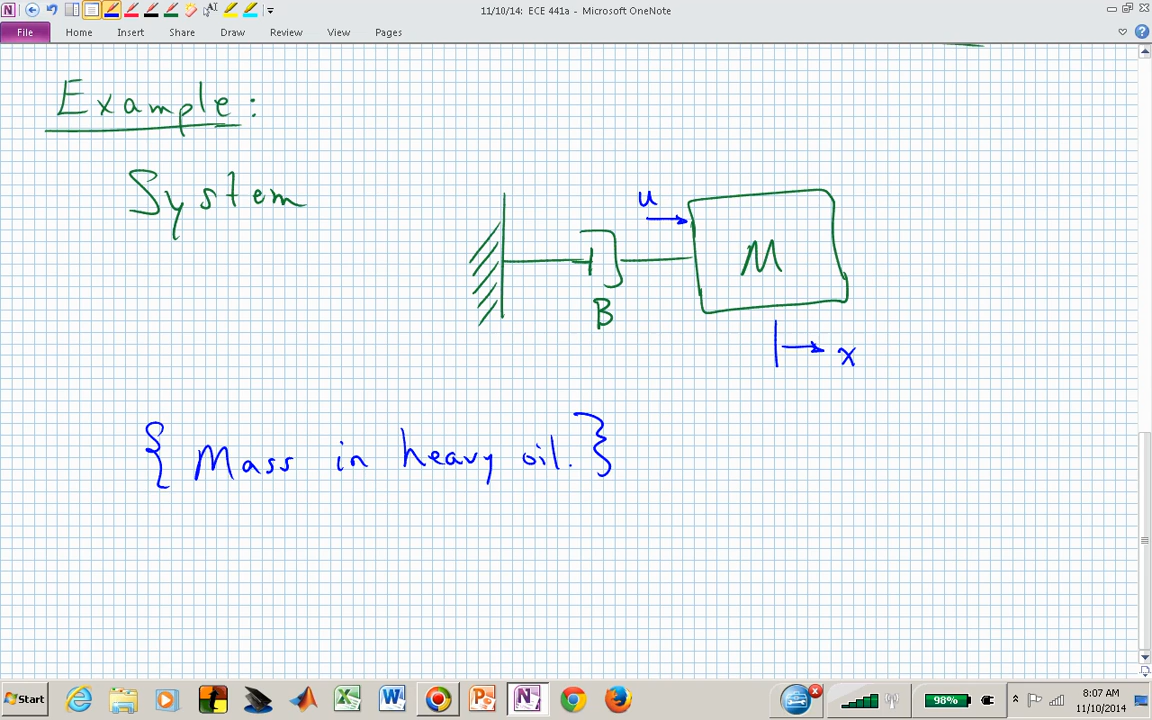 11/10/14: ECE 441a - Microsoft OneNote
File Home Insert Share Draw Review View Pages
Example:
System
u
M
B
x
{ Mass in heavy oil. }
Start
98%
8:07 AM
11/10/2014